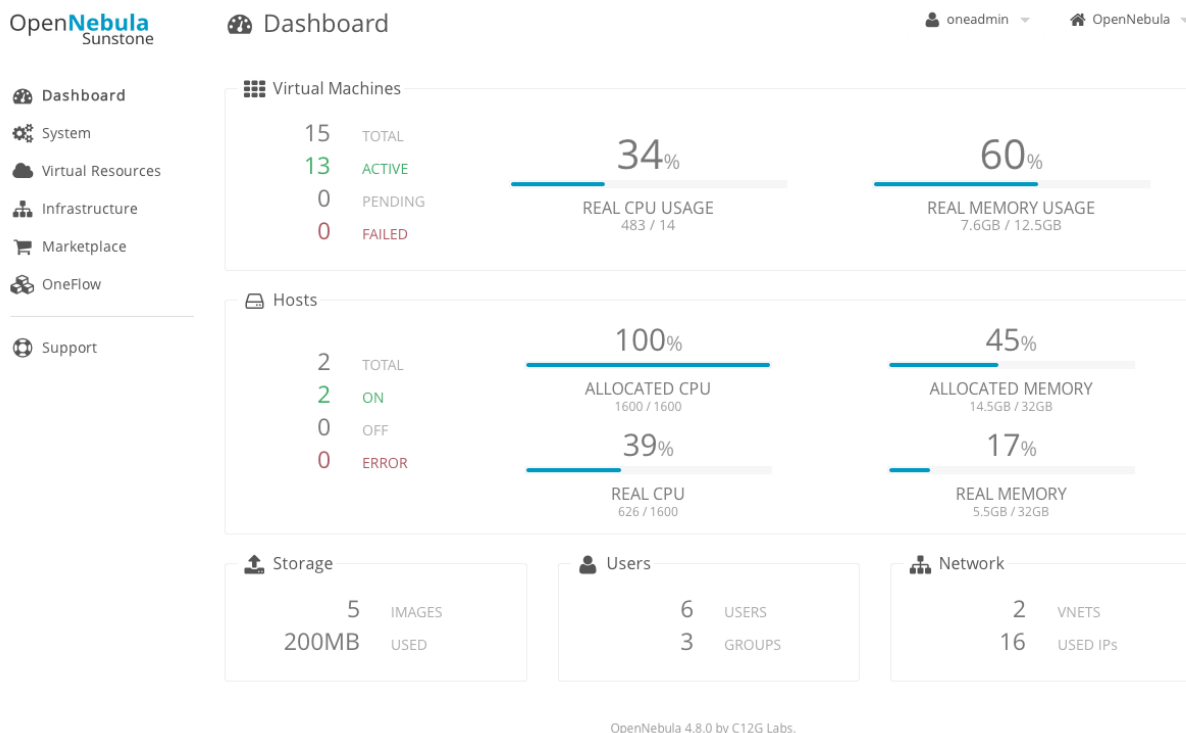 OpenNebula
Sunstone
Dashboard
oneadmin
OpenNebula
Dashboard
System
Virtual Resources
Infrastructure
Marketplace
OneFlow
Support
Virtual Machines
15 TOTAL
13 ACTIVE
0 PENDING
0 FAILED
34%
REAL CPU USAGE
483 / 14
60%
REAL MEMORY USAGE
7.6GB / 12.5GB
Hosts
2 TOTAL
2 ON
0 OFF
0 ERROR
100%
ALLOCATED CPU
1600 / 1600
45%
ALLOCATED MEMORY
14.5GB / 32GB
39%
REAL CPU
626 / 1600
17%
REAL MEMORY
5.5GB / 32GB
Storage
5 IMAGES
200MB USED
Users
6 USERS
3 GROUPS
Network
2 VNETS
16 USED IPs
OpenNebula 4.8.0 by C12G Labs.